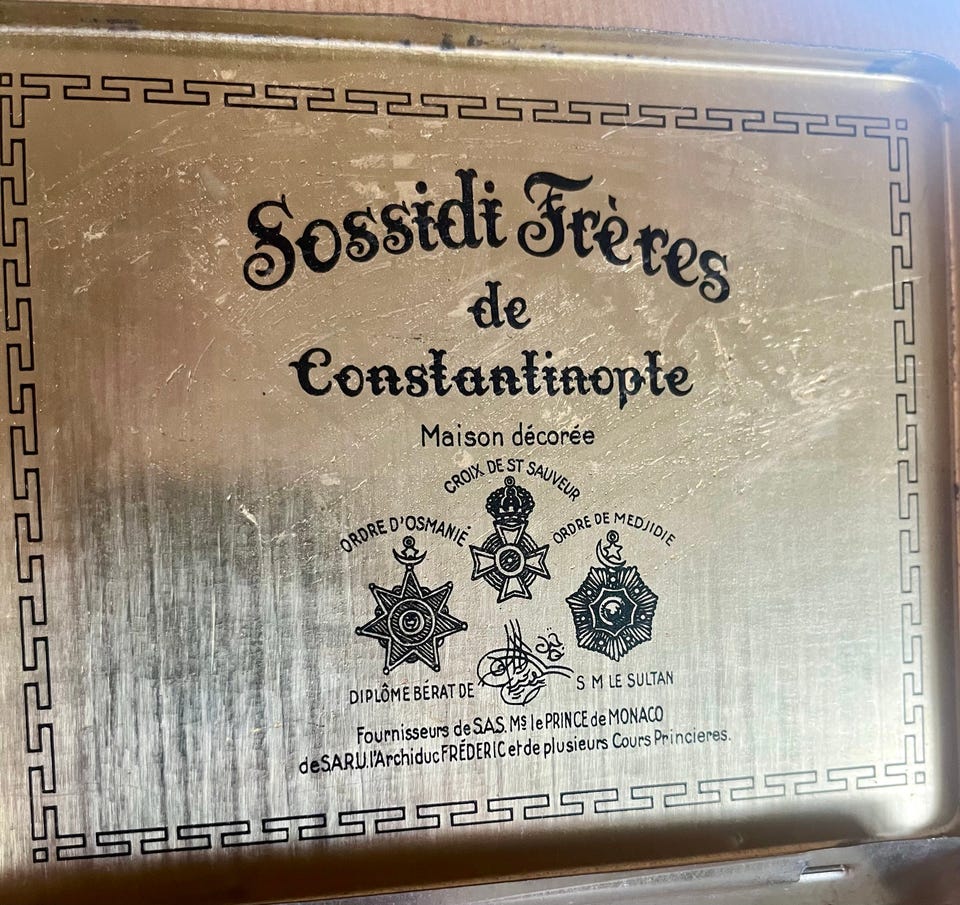 Sossidi Frères
de
Constantinople
Maison décorée
CROIX DE ST SAUVEUR
ORDRE D'OSMANIÉ
ORDRE DE MEDJIDIE
DIPLÔME BÉRAT DE S M LE SULTAN
Fournisseurs de S.A.S. Ms le PRINCE de MONACO
de S.A.R.U. l'Archiduc FRÉDERIC et de plusieurs Cours Princieres.